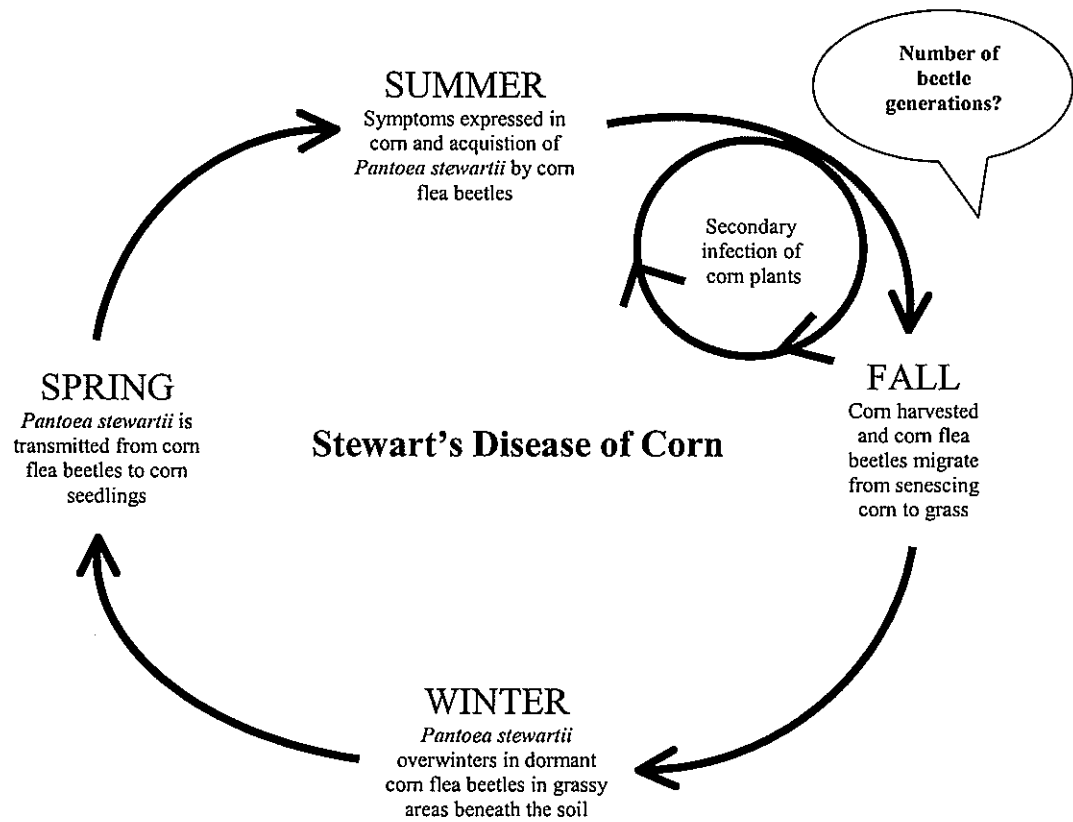 Number of
beetle
generations?
SUMMER
Symptoms expressed in
corn and acquistion of
Pantoea stewartii by corn
flea beetles
Secondary
infection of
corn plants
SPRING
Pantoea stewartii is
transmitted from corn
flea beetles to corn
seedlings
Stewart's Disease of Corn
FALL
Corn harvested
and corn flea
beetles migrate
from senescing
corn to grass
WINTER
Pantoea stewartii
overwinters in dormant
corn flea beetles in grassy
areas beneath the soil